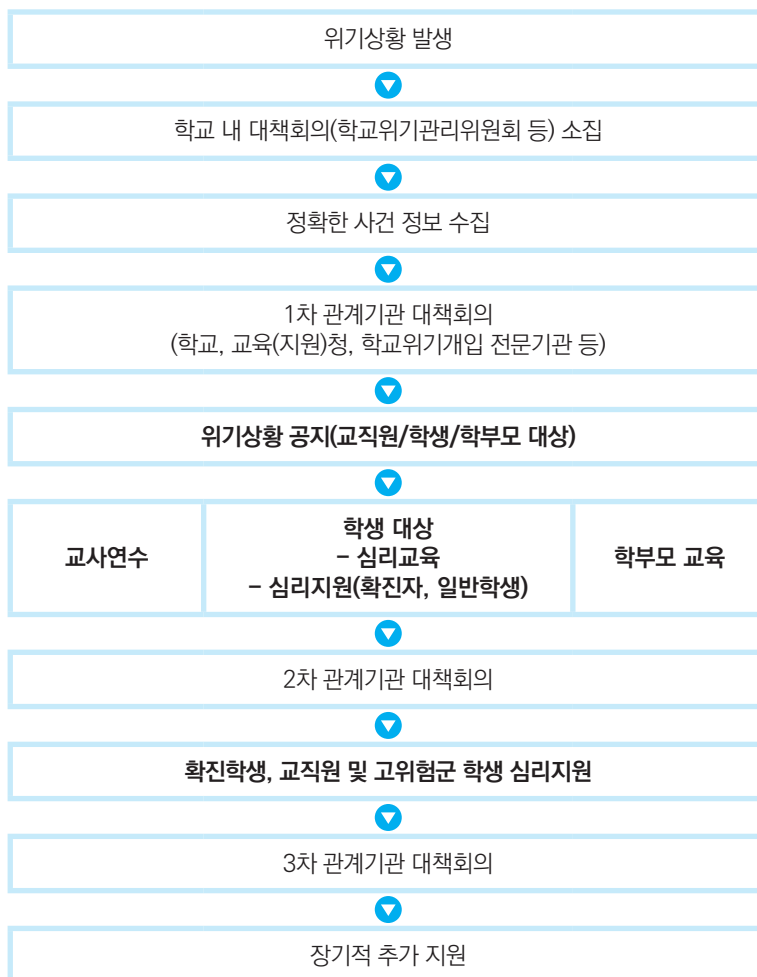 위기상황 발생
학교 내 대책회의(학교위기관리위원회 등) 소집
정확한 사건 정보 수집
1차 관계기관 대책회의
(학교, 교육(지원)청, 학교위기개입 전문기관 등)
위기상황 공지(교직원/학생/학부모 대상)
교사연수
학생 대상
– 심리교육
– 심리지원(확진자, 일반학생)
학부모 교육
2차 관계기관 대책회의
확진학생, 교직원 및 고위험군 학생 심리지원
3차 관계기관 대책회의
장기적 추가 지원